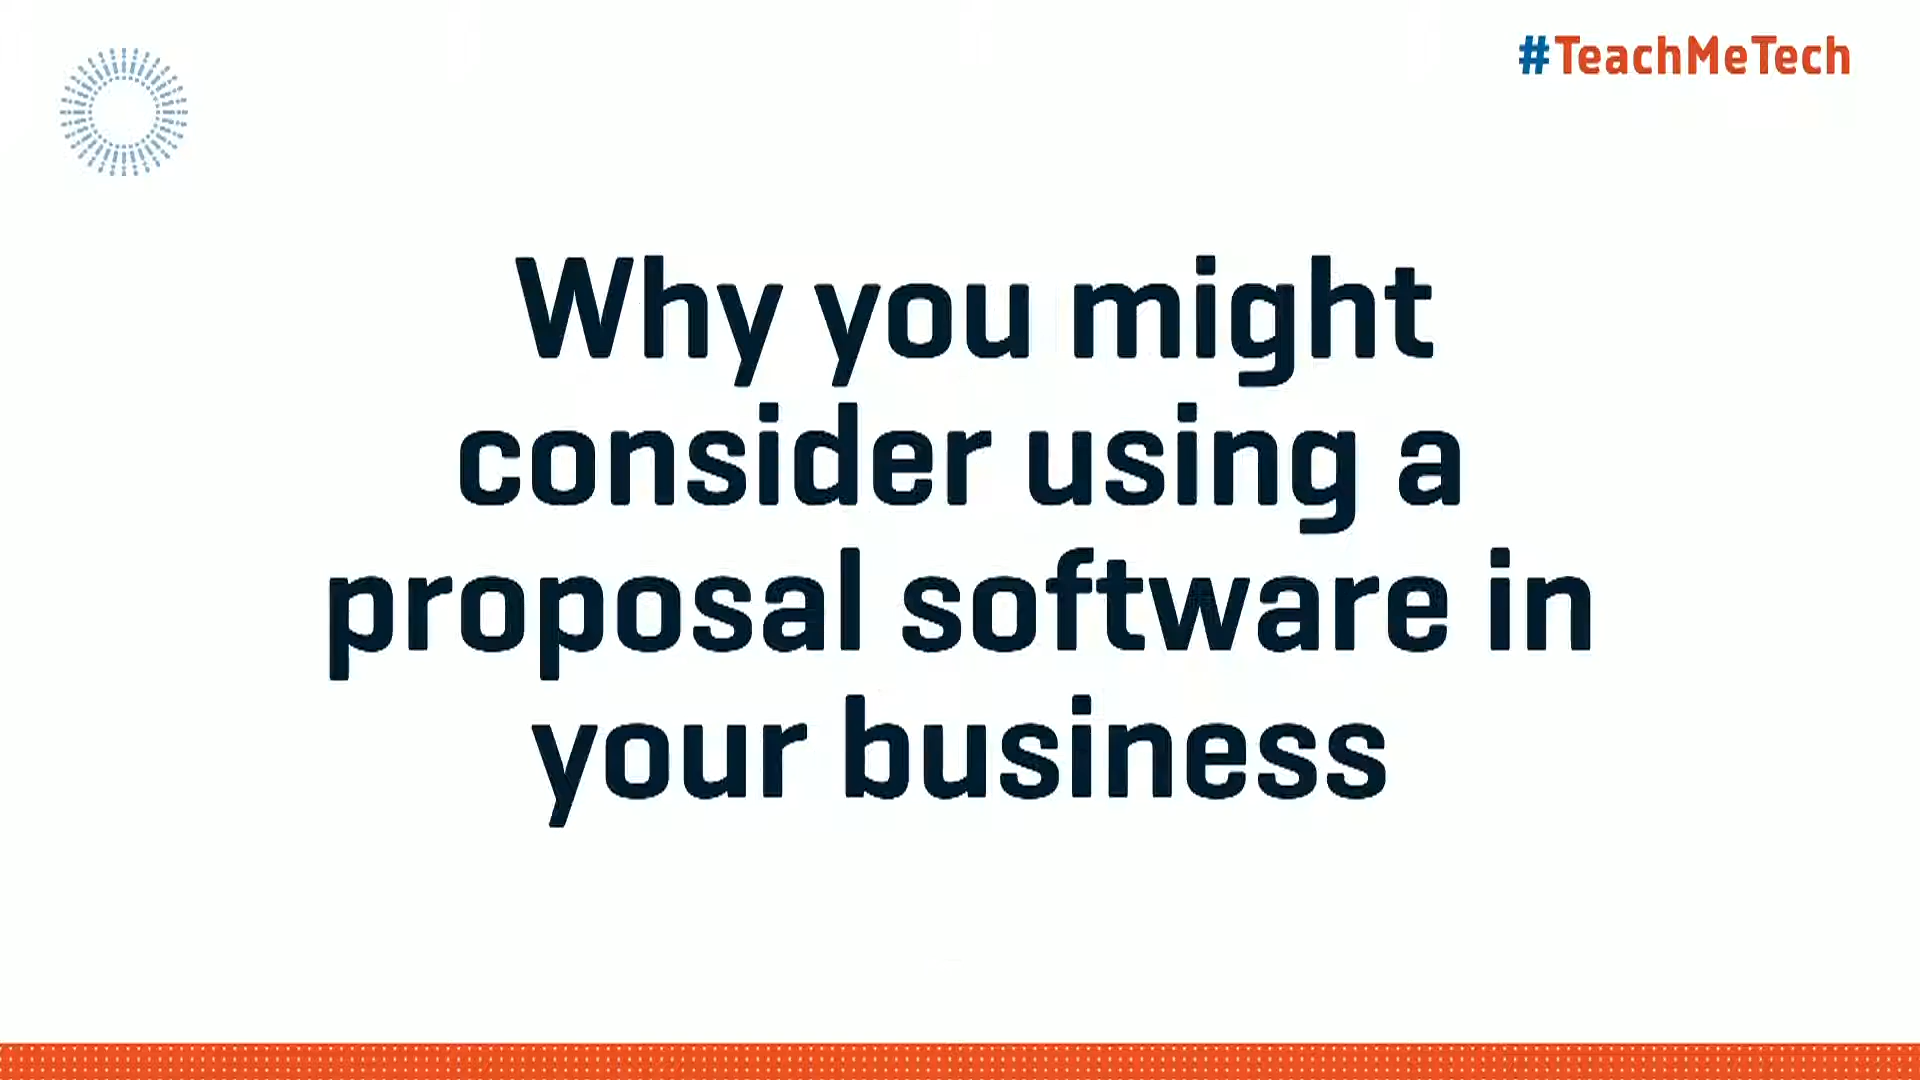 #TeachMeTech
Why you might
consider using a
proposal software in
your business